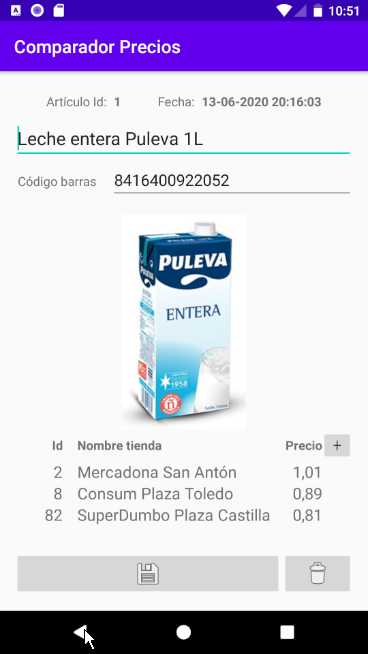 10:51
Comparador Precios
Artículo Id: 1 Fecha: 13-06-2020 20:16:03
Leche entera Puleva 1L
Código barras 8416400922052
PULEVA
ENTERA
1958
Leche Entera
Id Nombre tienda Precio +
2 Mercadona San Antón 1,01
8 Consum Plaza Toledo 0,89
82 SuperDumbo Plaza Castilla 0,81